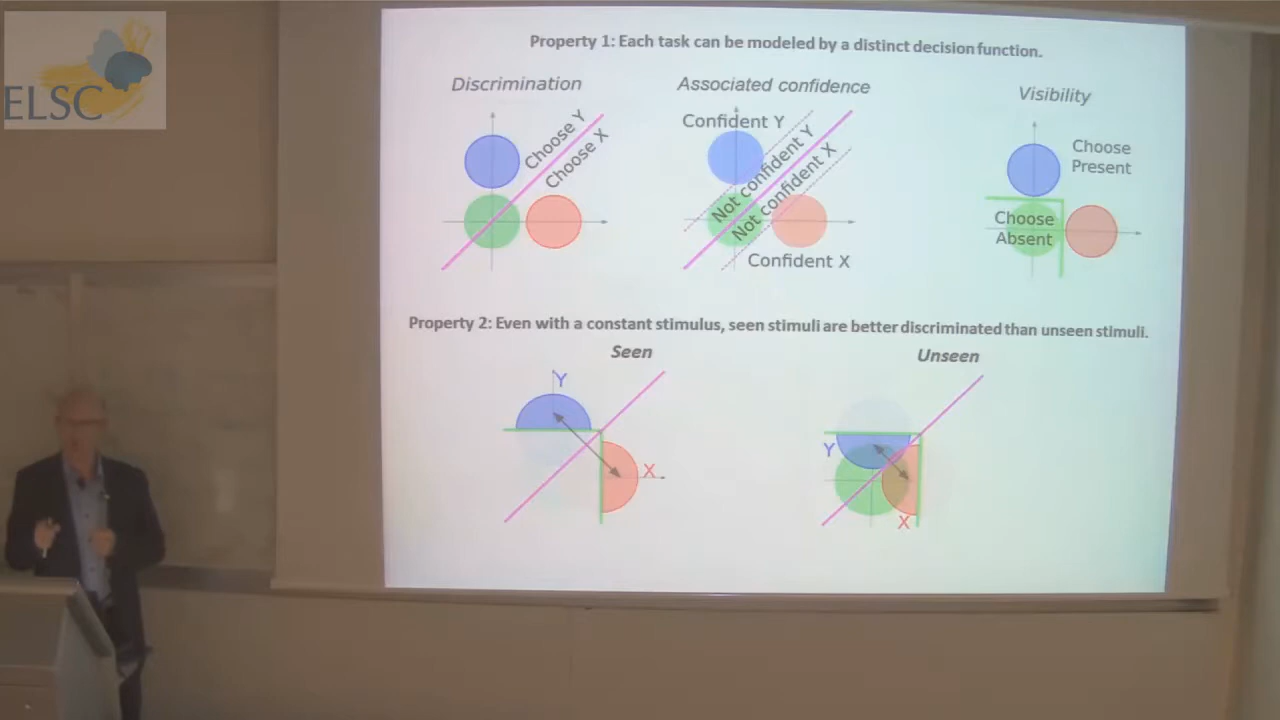 ELSC
Property 1: Each task can be modeled by a distinct decision function.
Discrimination
Choose Y
Choose X
Associated confidence
Confident Y
Not confident Y
Not confident X
Confident X
Visibility
Choose
Present
Choose
Absent
Property 2: Even with a constant stimulus, seen stimuli are better discriminated than unseen stimuli.
Seen
Y
X
Unseen
Y
X